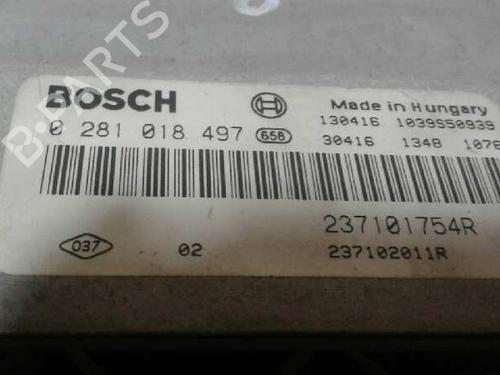 BOSCH
Made in Hungary
0 281 018 497 658
130416 1039S50939
30416 1348 1076
237101754R
037 02 237102011R
B-PARTS